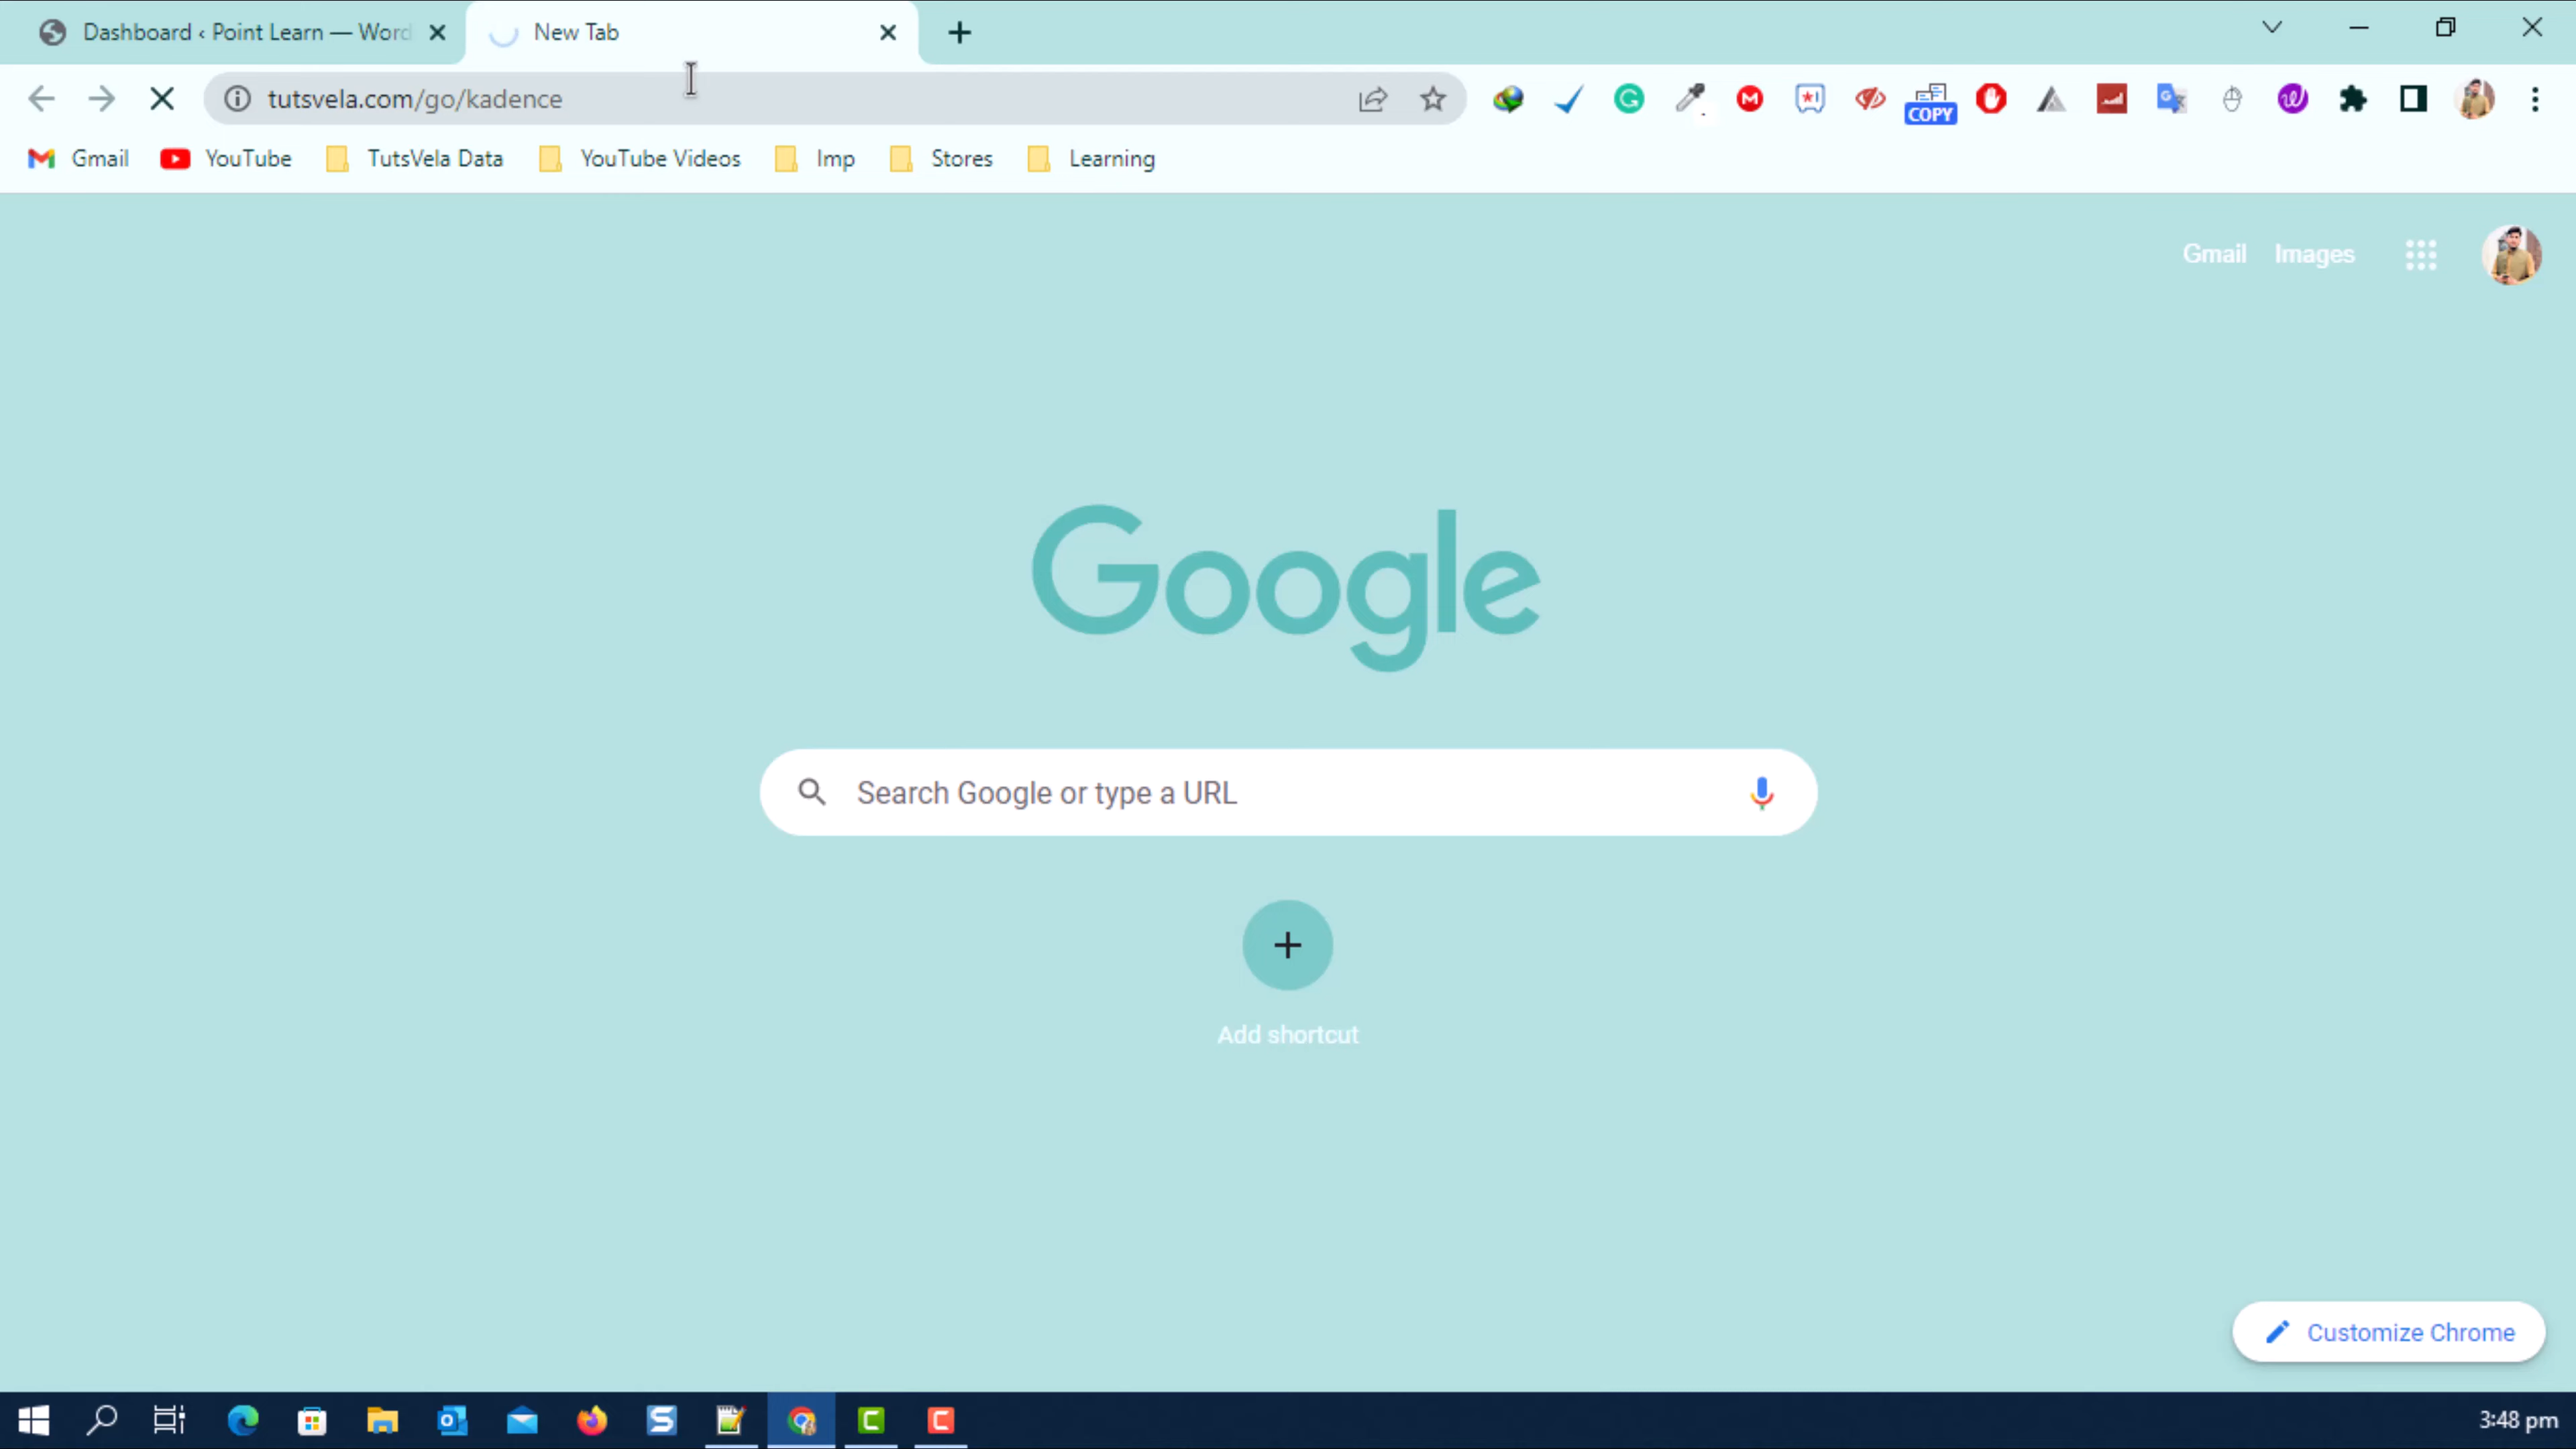 Dashboard ‹ Point Learn — Word
New Tab
tutsvela.com/go/kadence
COPY
Gmail
YouTube
TutsVela Data
YouTube Videos
Imp
Stores
Learning
Gmail
Images
Google
Search Google or type a URL
Add shortcut
Customize Chrome
3:48 pm